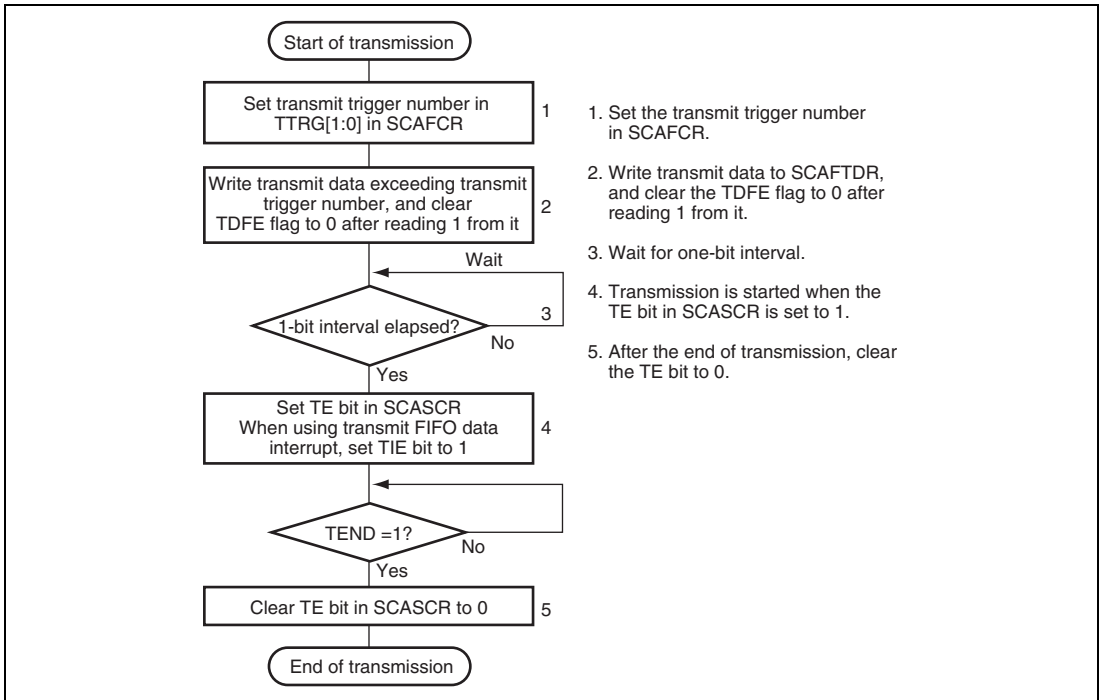 Start of transmission
Set transmit trigger number in
TTRG[1:0] in SCAFCR
1
Write transmit data exceeding transmit
trigger number, and clear
TDFE flag to 0 after reading 1 from it
2
Wait
1-bit interval elapsed?
3
No
Yes
Set TE bit in SCASCR
When using transmit FIFO data
interrupt, set TIE bit to 1
4
TEND =1?
No
Yes
Clear TE bit in SCASCR to 0
5
End of transmission
1. Set the transmit trigger number
in SCAFCR.
2. Write transmit data to SCAFTDR,
and clear the TDFE flag to 0 after
reading 1 from it.
3. Wait for one-bit interval.
4. Transmission is started when the
TE bit in SCASCR is set to 1.
5. After the end of transmission, clear
the TE bit to 0.